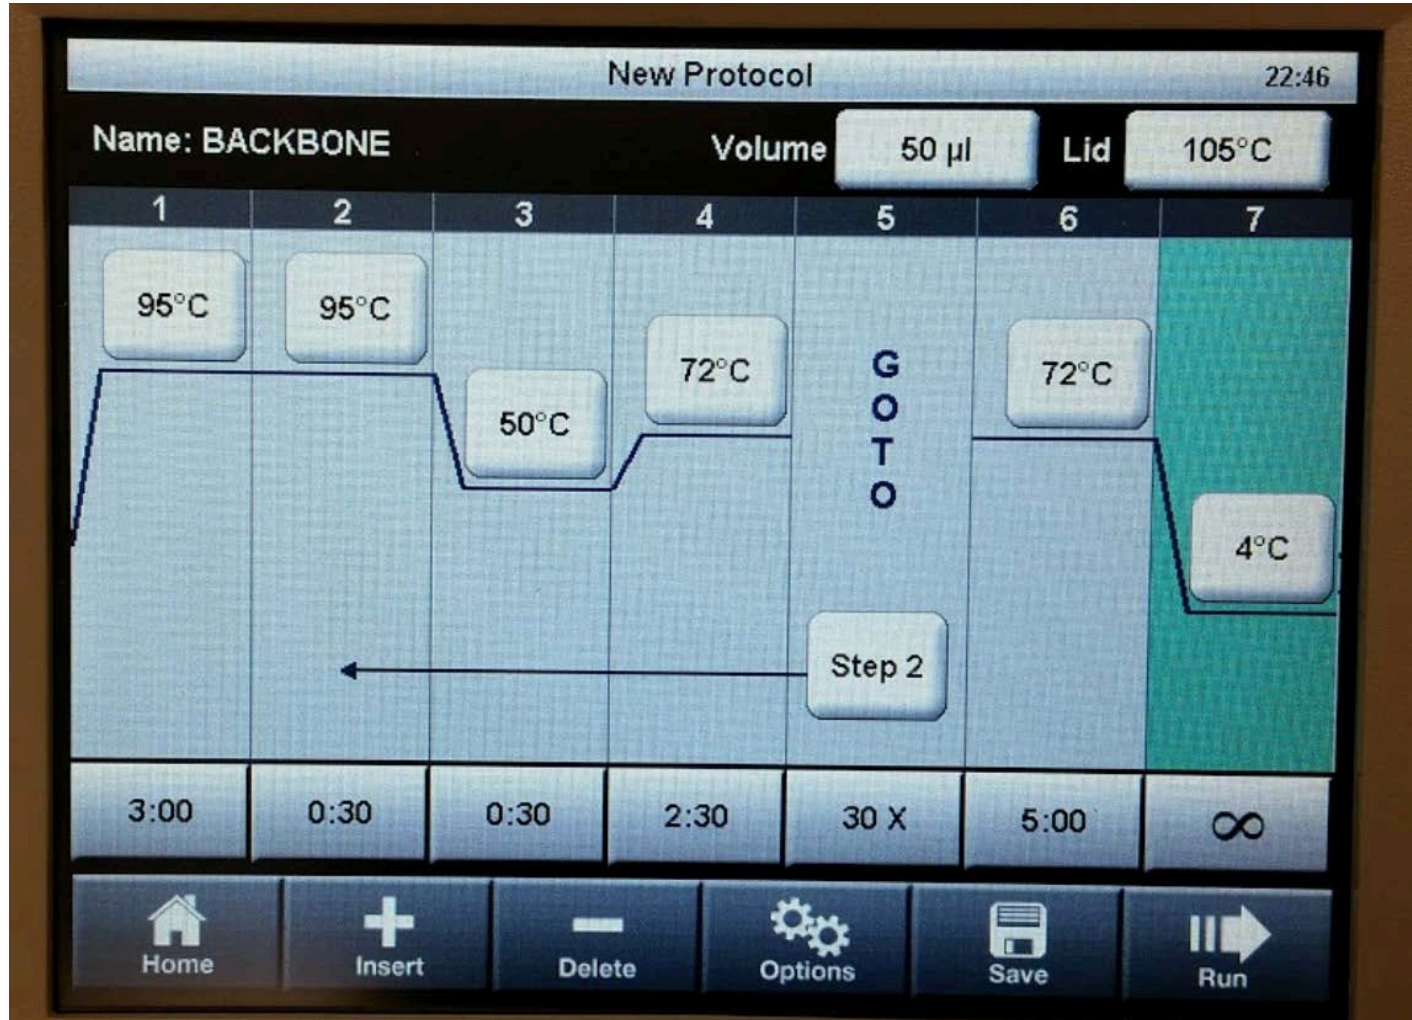 New Protocol 22:46
Name: BACKBONE Volume 50 µl Lid 105°C
1 2 3 4 5 6 7
95°C 95°C 50°C 72°C GOTO 72°C 4°C
Step 2
3:00 0:30 0:30 2:30 30 X 5:00 ∞
Home Insert Delete Options Save Run